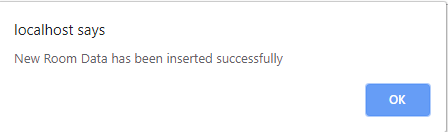 localhost says
New Room Data has been inserted successfully
OK